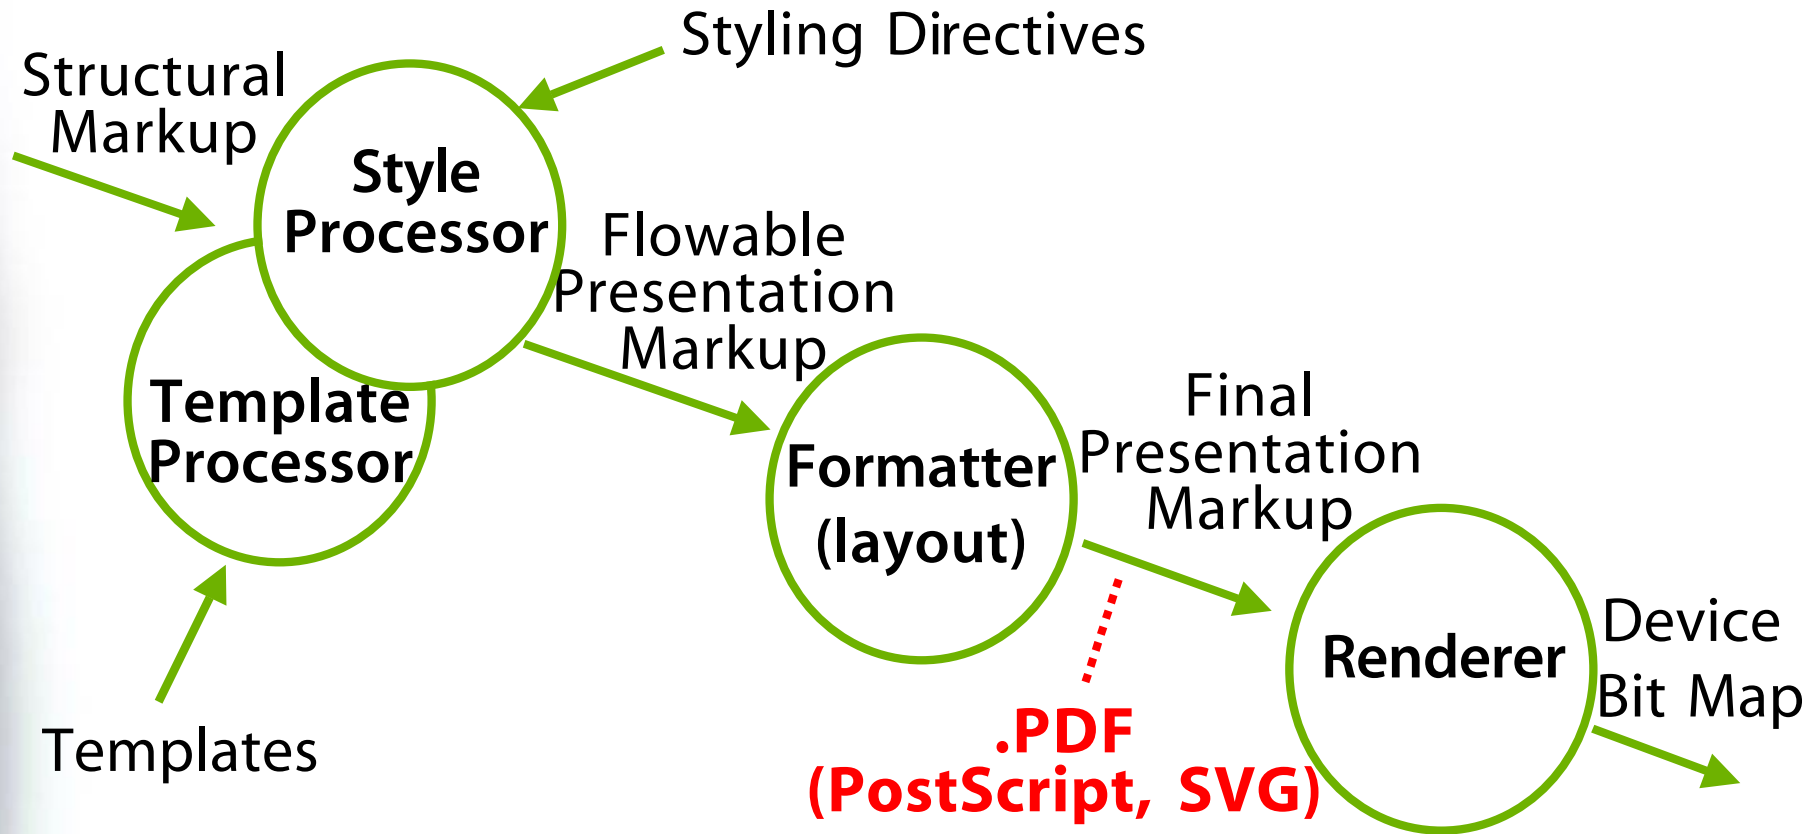 Styling Directives
Structural
Markup
Style
Processor
Flowable
Presentation
Markup
Template
Processor
Templates
Formatter
(layout)
Final
Presentation
Markup
.PDF
(PostScript, SVG)
Renderer
Device
Bit Map